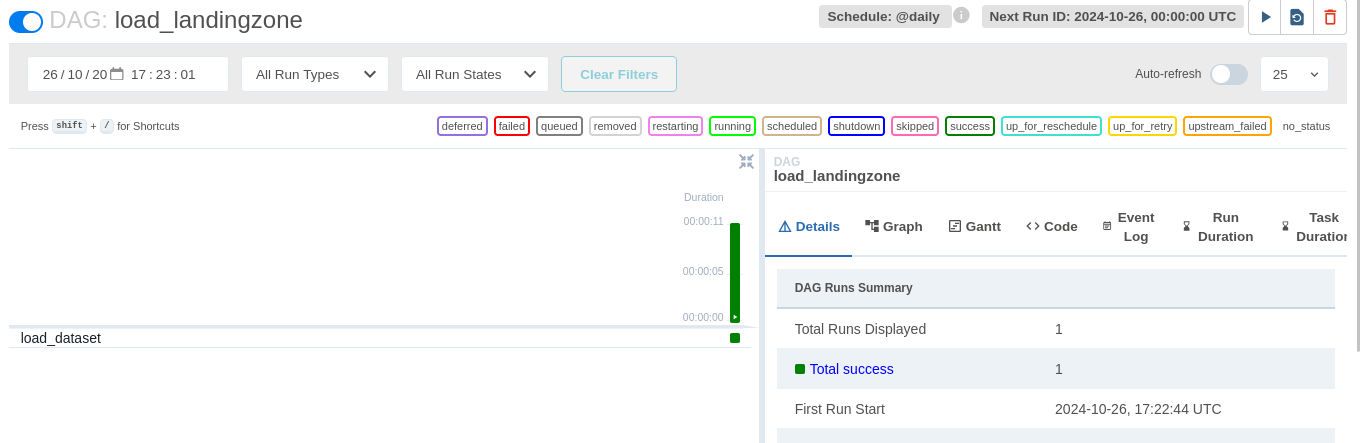 DAG: load_landingzone
Schedule: @daily
Next Run ID: 2024-10-26, 00:00:00 UTC
26 / 10 / 20 17 : 23 : 01
All Run Types
All Run States
Clear Filters
Auto-refresh
25
Press shift + / for Shortcuts
deferred failed queued removed restarting running scheduled shutdown skipped success up_for_reschedule up_for_retry upstream_failed no_status
Duration
00:00:11
00:00:05
00:00:00
load_dataset
DAG
load_landingzone
Details
Graph
Gantt
Code
Event
Log
Run
Duration
Task
Duration
DAG Runs Summary
Total Runs Displayed 1
Total success 1
First Run Start 2024-10-26, 17:22:44 UTC